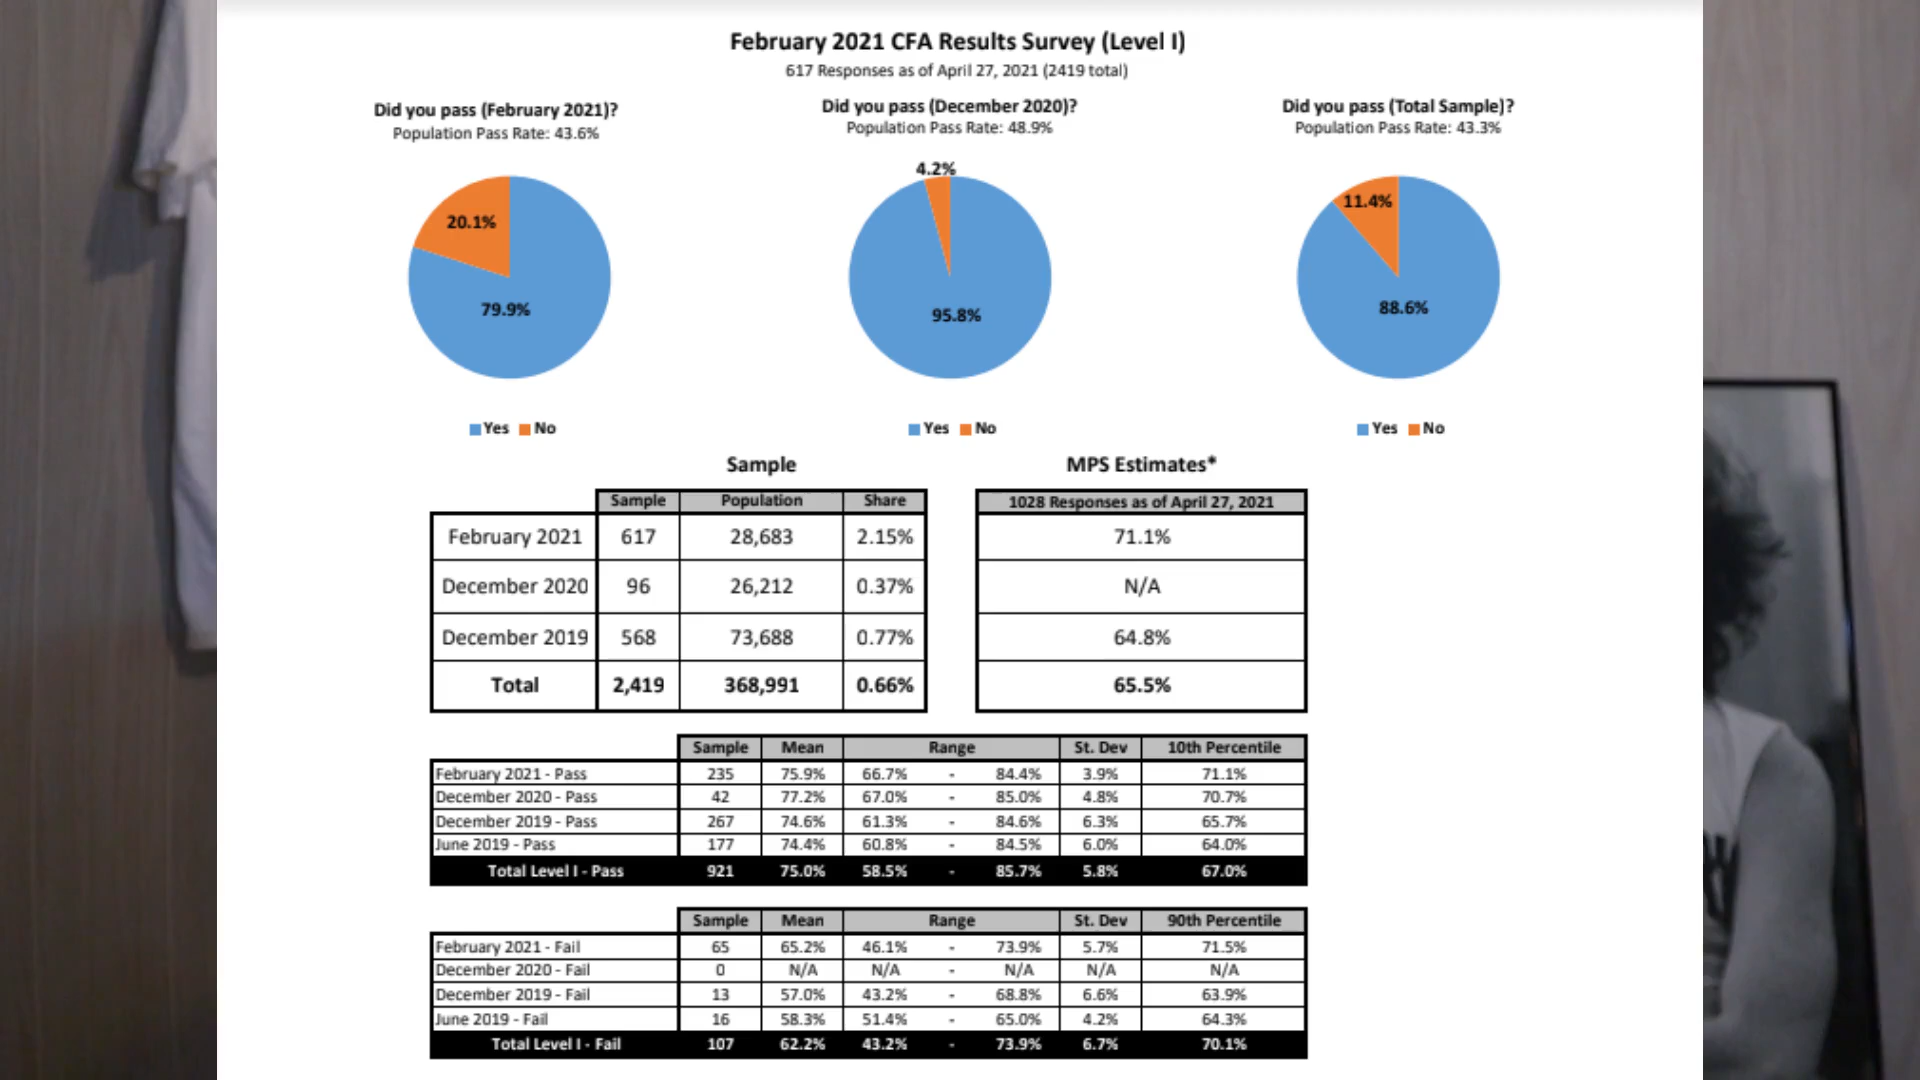 February 2021 CFA Results Survey (Level I)
617 Responses as of April 27, 2021 (2419 total)
Did you pass (February 2021)?
Population Pass Rate: 43.6%
20.1%
79.9%
Yes No
Did you pass (December 2020)?
Population Pass Rate: 48.9%
4.2%
95.8%
Yes No
Did you pass (Total Sample)?
Population Pass Rate: 43.3%
11.4%
88.6%
Yes No
Sample
Sample Population Share
February 2021 617 28,683 2.15%
December 2020 96 26,212 0.37%
December 2019 568 73,688 0.77%
Total 2,419 368,991 0.66%
MPS Estimates*
1028 Responses as of April 27, 2021
71.1%
N/A
64.8%
65.5%
Sample Mean Range St. Dev 10th Percentile
February 2021 - Pass 235 75.9% 66.7% - 84.4% 3.9% 71.1%
December 2020 - Pass 42 77.2% 67.0% - 85.0% 4.8% 70.7%
December 2019 - Pass 267 74.6% 61.3% - 84.6% 6.3% 65.7%
June 2019 - Pass 177 74.4% 60.8% - 84.5% 6.0% 64.0%
Total Level I - Pass 921 75.0% 58.5% - 85.7% 5.8% 67.0%
Sample Mean Range St. Dev 90th Percentile
February 2021 - Fail 65 65.2% 46.1% - 73.9% 5.7% 71.5%
December 2020 - Fail 0 N/A N/A - N/A N/A N/A
December 2019 - Fail 13 57.0% 43.2% - 68.8% 6.6% 63.9%
June 2019 - Fail 16 58.3% 51.4% - 65.0% 4.2% 64.3%
Total Level I - Fail 107 62.2% 43.2% - 73.9% 6.7% 70.1%